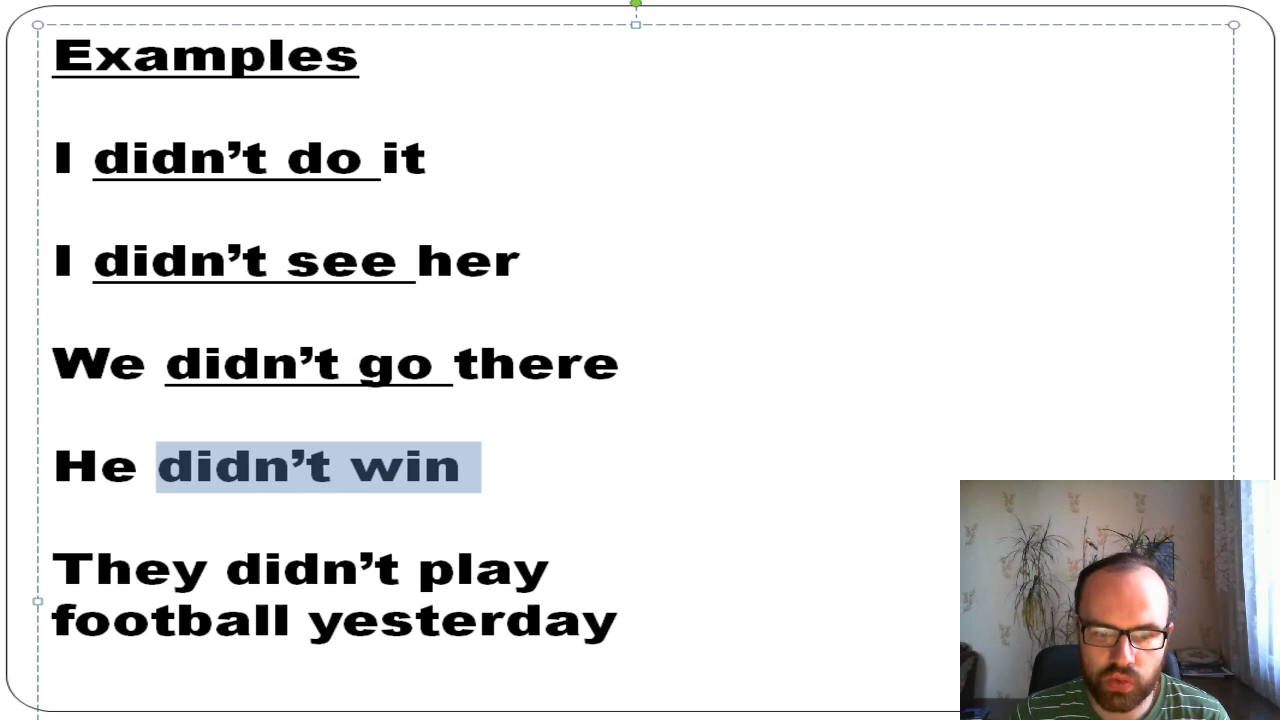 Examples
I didn’t do it
I didn’t see her
We didn’t go there
He didn’t win
They didn’t play
football yesterday